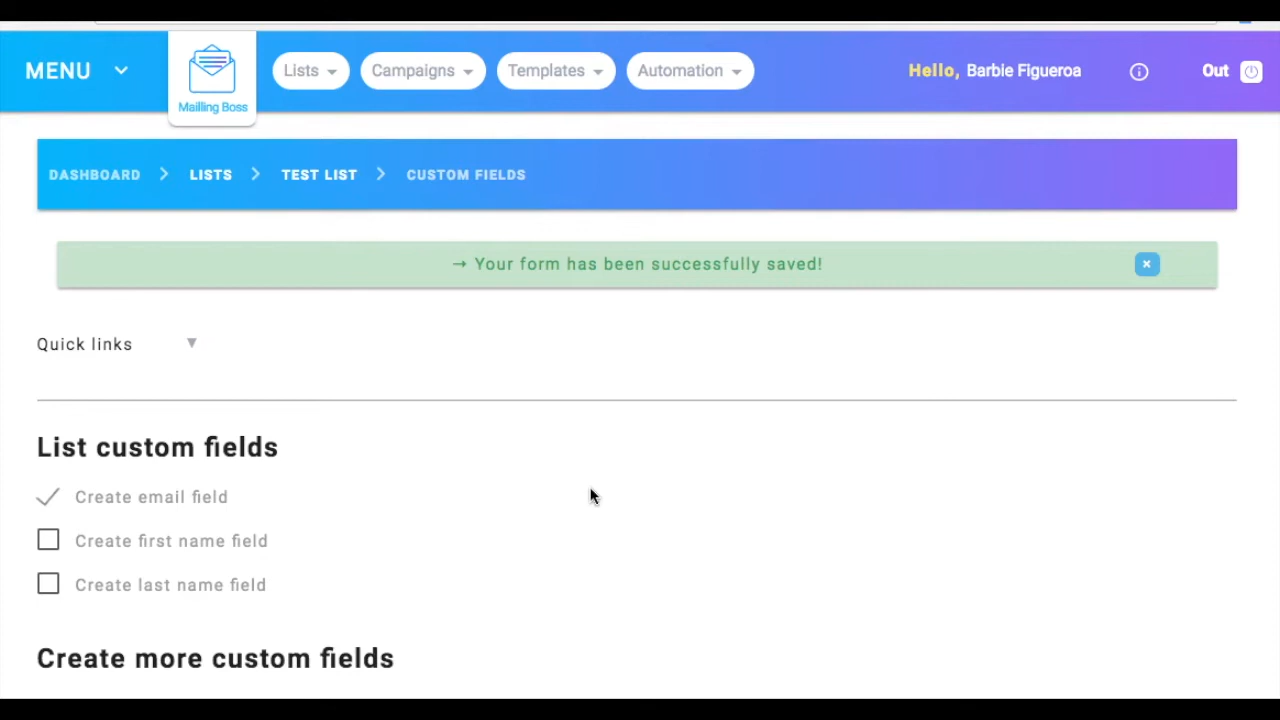 MENU
Mailling Boss
Lists
Campaigns
Templates
Automation
Hello, Barbie Figueroa
Out
DASHBOARD > LISTS > TEST LIST > CUSTOM FIELDS
→ Your form has been successfully saved!
×
Quick links
List custom fields
Create email field
Create first name field
Create last name field
Create more custom fields